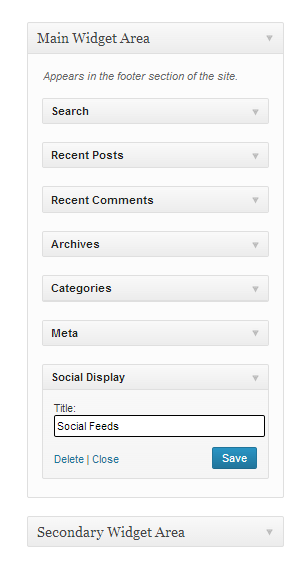 Main Widget Area
Appears in the footer section of the site.
Search
Recent Posts
Recent Comments
Archives
Categories
Meta
Social Display
Title:
Social Feeds
Delete | Close Save
Secondary Widget Area